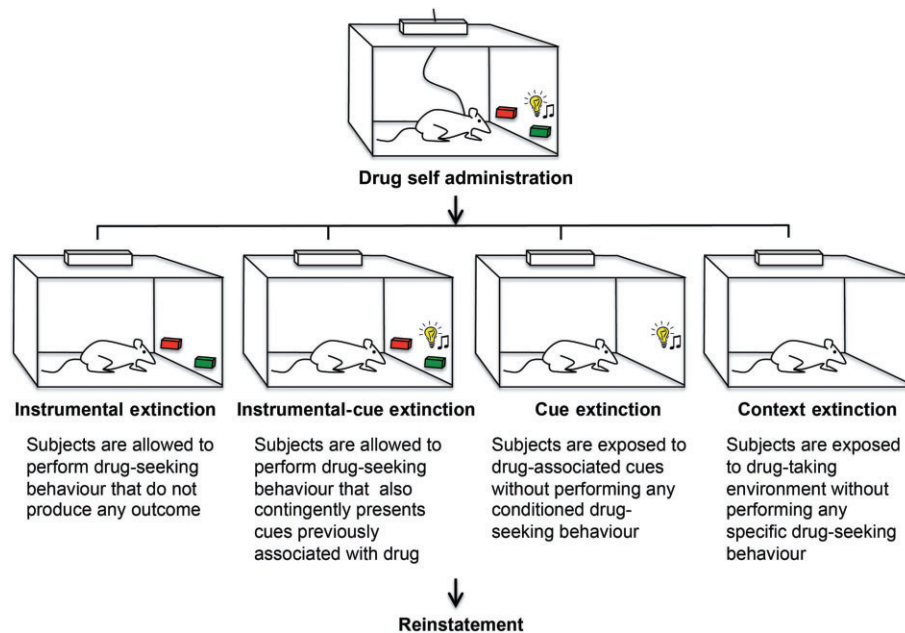 Drug self administration
Instrumental extinction
Subjects are allowed to
perform drug-seeking
behaviour that do not
produce any outcome
Instrumental-cue extinction
Subjects are allowed to
perform drug-seeking
behaviour that also
contingently presents
cues previously
associated with drug
Cue extinction
Subjects are exposed to
drug-associated cues
without performing any
conditioned drug-
seeking behaviour
Context extinction
Subjects are exposed
to drug-taking
environment without
performing any
specific drug-seeking
behaviour
Reinstatement